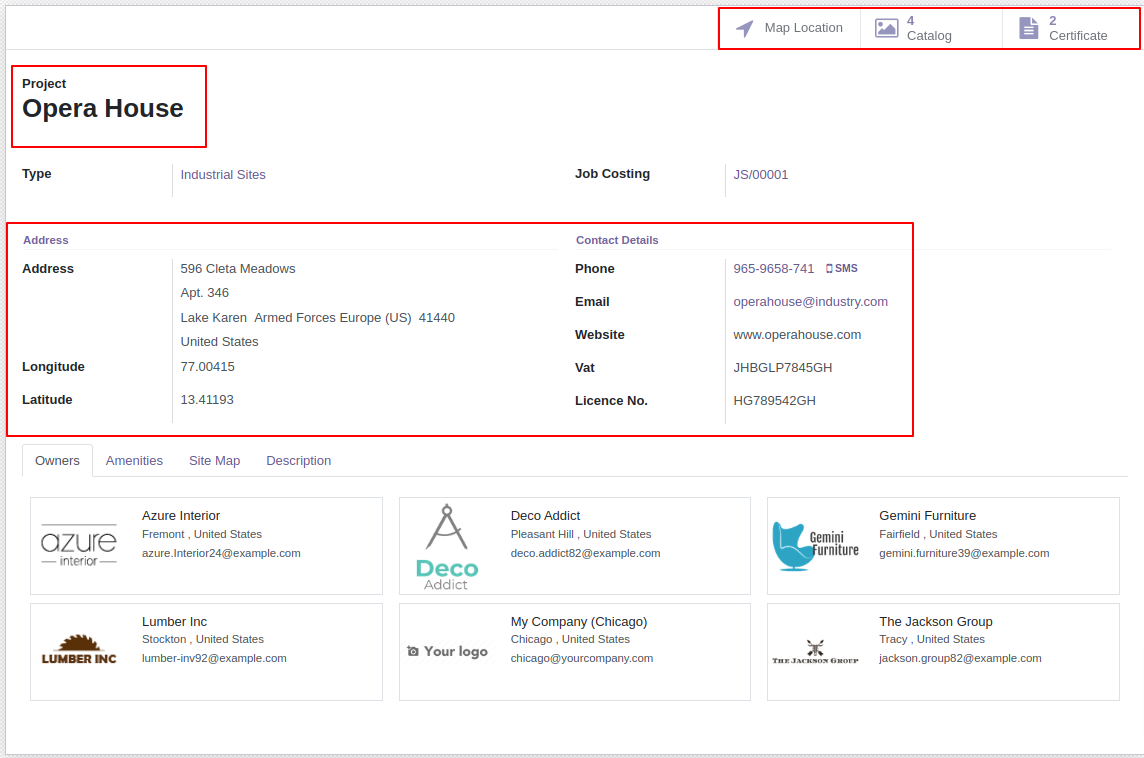 Map Location
4
Catalog
2
Certificate
Project
Opera House
Type Industrial Sites Job Costing JS/00001
Address Contact Details
Address 596 Cleta Meadows Phone 965-9658-741 SMS
Apt. 346
Email operahouse@industry.com
Lake Karen Armed Forces Europe (US) 41440
Website www.operahouse.com
United States
Longitude 77.00415 Vat JHBGLP7845GH
Latitude 13.41193 Licence No. HG789542GH
Owners Amenities Site Map Description
azure
interior
Azure Interior
Fremont , United States
azure.Interior24@example.com
Deco
Addict
Deco Addict
Pleasant Hill , United States
deco.addict82@example.com
Gemini
Furniture
Gemini Furniture
Fairfield , United States
gemini.furniture39@example.com
LUMBER INC
Lumber Inc
Stockton , United States
lumber-inv92@example.com
Your logo
My Company (Chicago)
Chicago , United States
chicago@yourcompany.com
THE JACKSON GROUP
The Jackson Group
Tracy , United States
jackson.group82@example.com